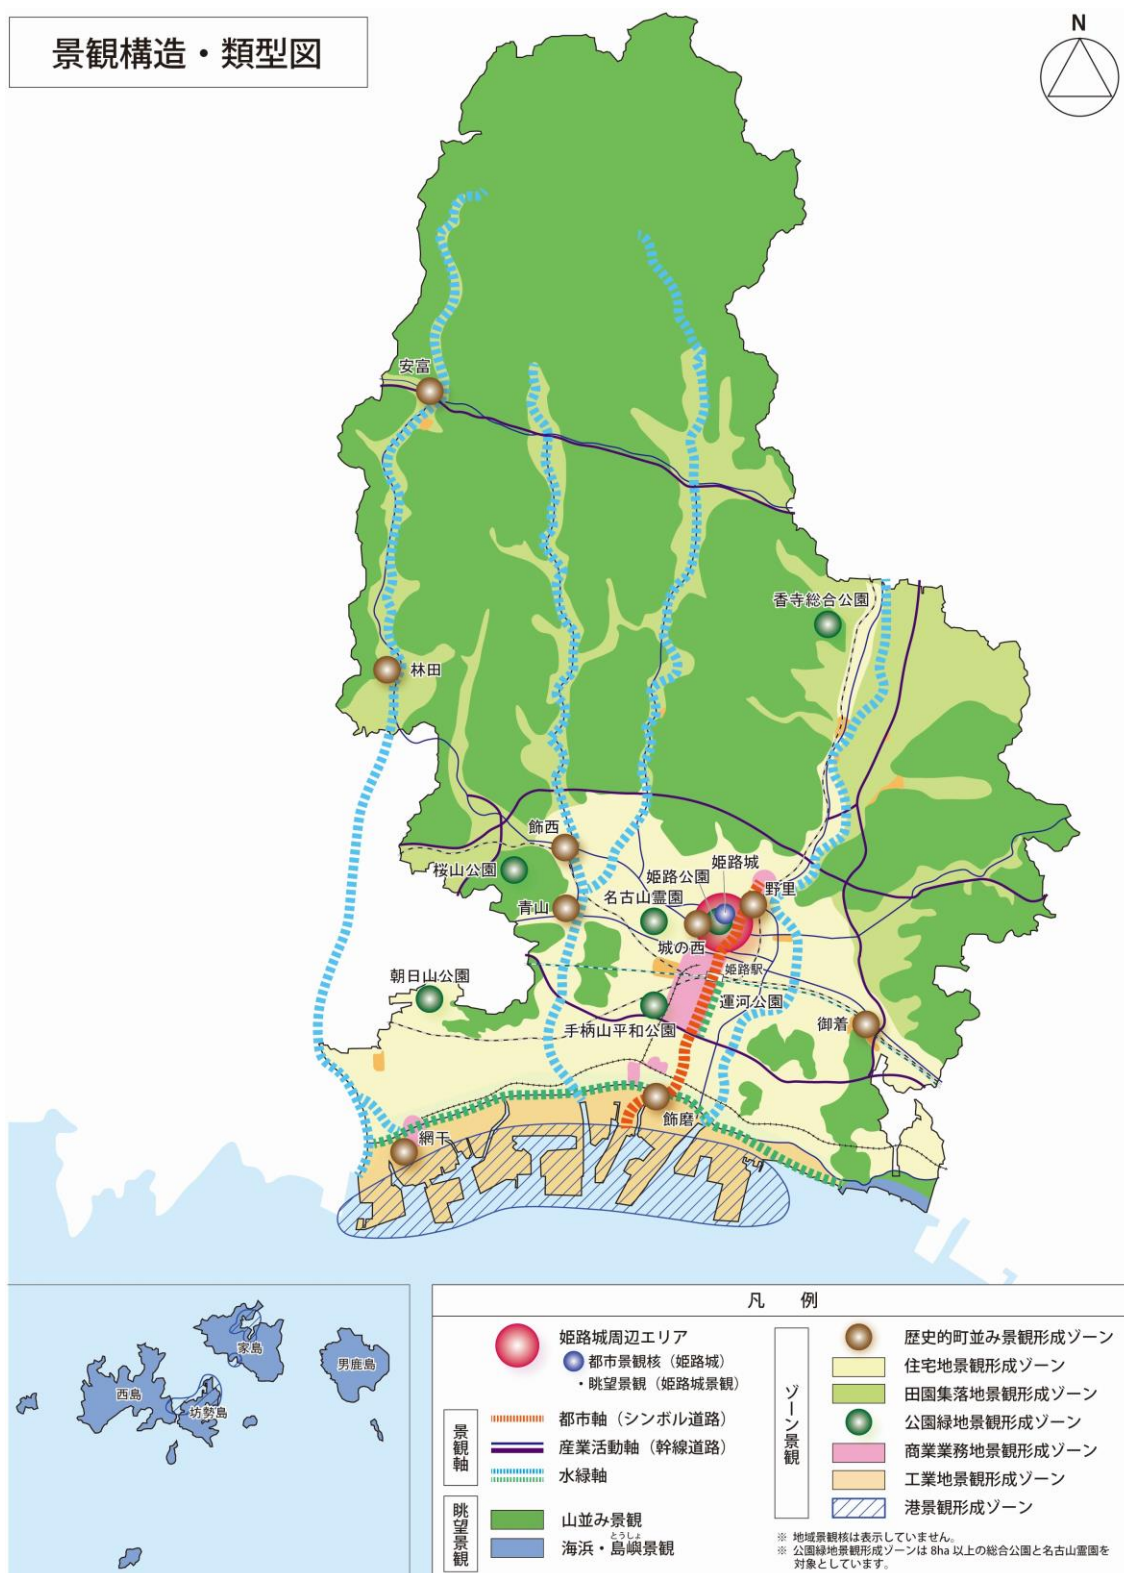 景観構造・類型図
N
安富
香寺総合公園
林田
飾西
桜山公園
姫路城
姫路公園
名古山霊園
野里
青山
城の西
姫路駅
朝日山公園
運河公園
手柄山平和公園
御着
飾磨
網干
家島
男鹿島
西島
坊勢島
凡 例
姫路城周辺エリア
都市景観核（姫路城）
・眺望景観（姫路城景観）
景観軸
都市軸（シンボル道路）
産業活動軸（幹線道路）
水緑軸
眺望景観
山並み景観
とうしょ
海浜・島嶼景観
ゾーン景観
歴史的町並み景観形成ゾーン
住宅地景観形成ゾーン
田園集落地景観形成ゾーン
公園緑地景観形成ゾーン
商業業務地景観形成ゾーン
工業地景観形成ゾーン
港景観形成ゾーン
※ 地域景観核は表示していません。
※ 公園緑地景観形成ゾーンは 8ha 以上の総合公園と名古山霊園を
対象としています。